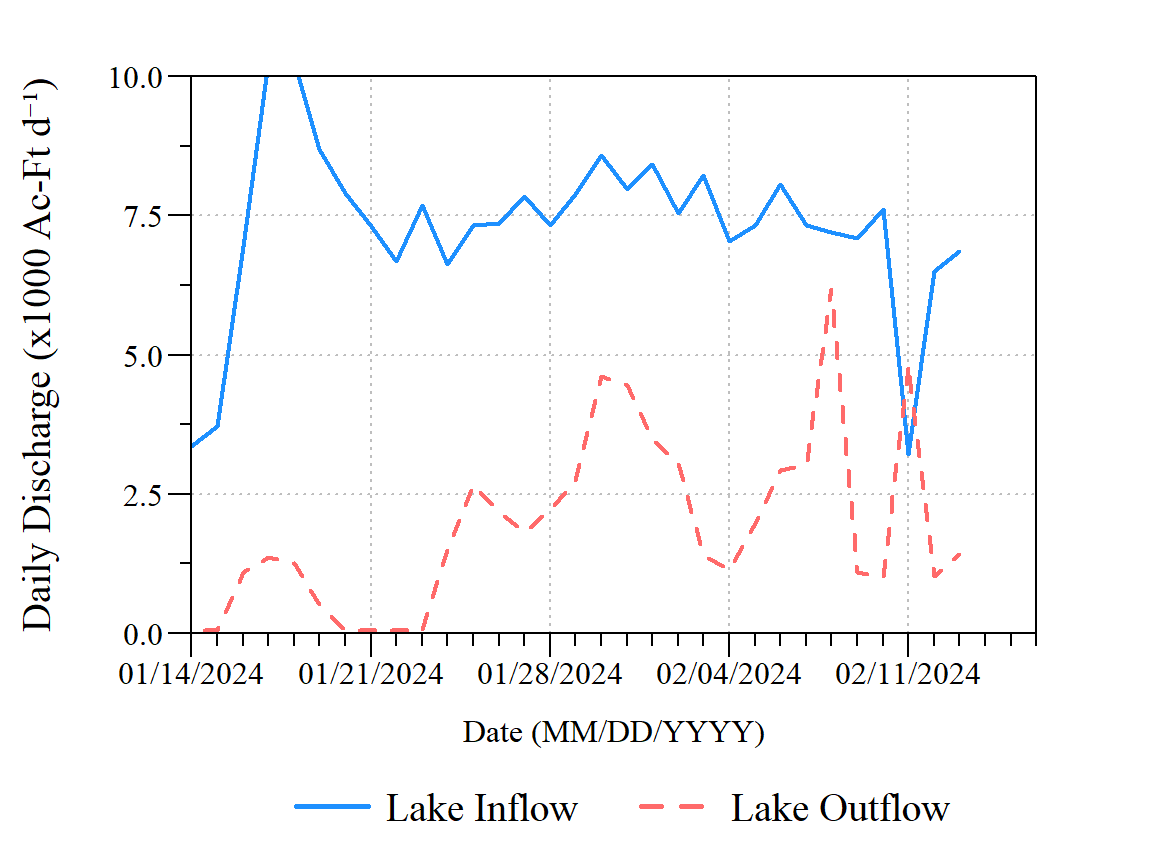 Daily Discharge (x1000 Ac-Ft d⁻¹)
10.0
7.5
5.0
2.5
0.0
01/14/2024 01/21/2024 01/28/2024 02/04/2024 02/11/2024
Date (MM/DD/YYYY)
Lake Inflow Lake Outflow